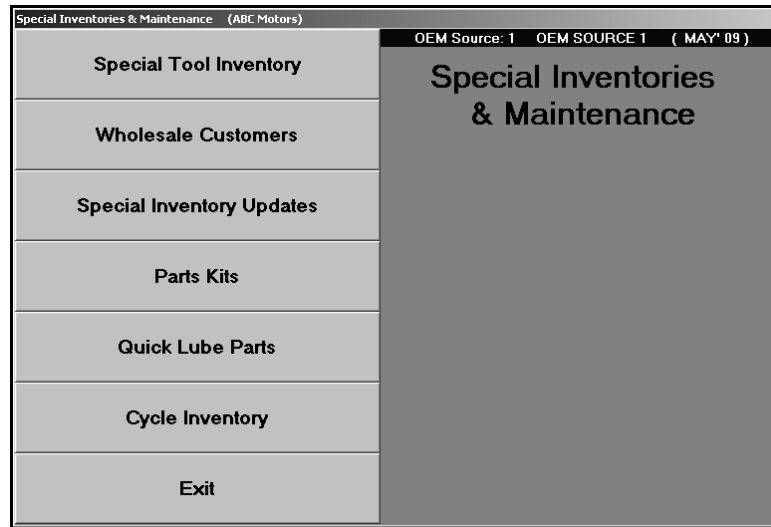 Special Inventories & Maintenance (ABC Motors)
OEM Source: 1 OEM SOURCE 1 ( MAY' 09 )
Special Inventories
& Maintenance
Special Tool Inventory
Wholesale Customers
Special Inventory Updates
Parts Kits
Quick Lube Parts
Cycle Inventory
Exit